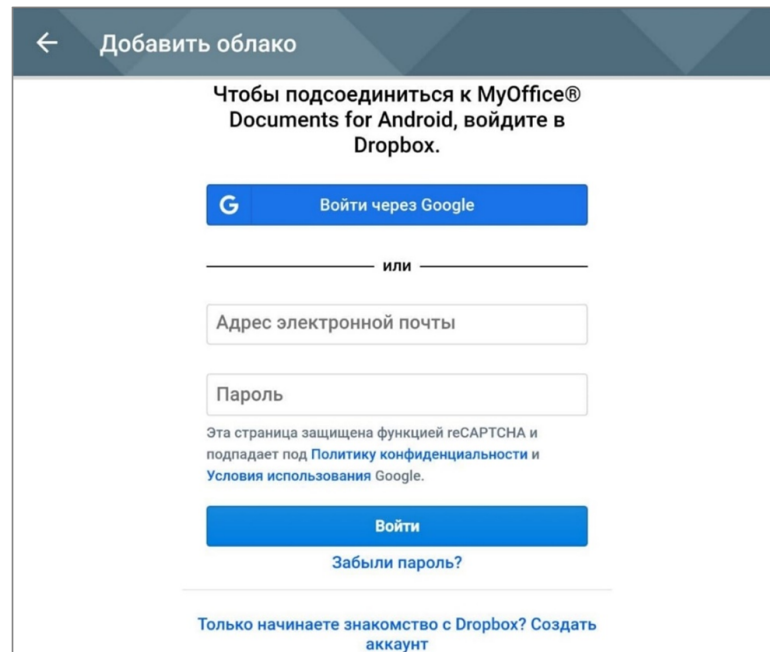 Добавить облако
Чтобы подсоединиться к MyOffice®
Documents for Android, войдите в
Dropbox.
G Войти через Google
или
Адрес электронной почты
Пароль
Эта страница защищена функцией reCAPTCHA и
подпадает под Политику конфиденциальности и
Условия использования Google.
Войти
Забыли пароль?
Только начинаете знакомство с Dropbox? Создать
аккаунт